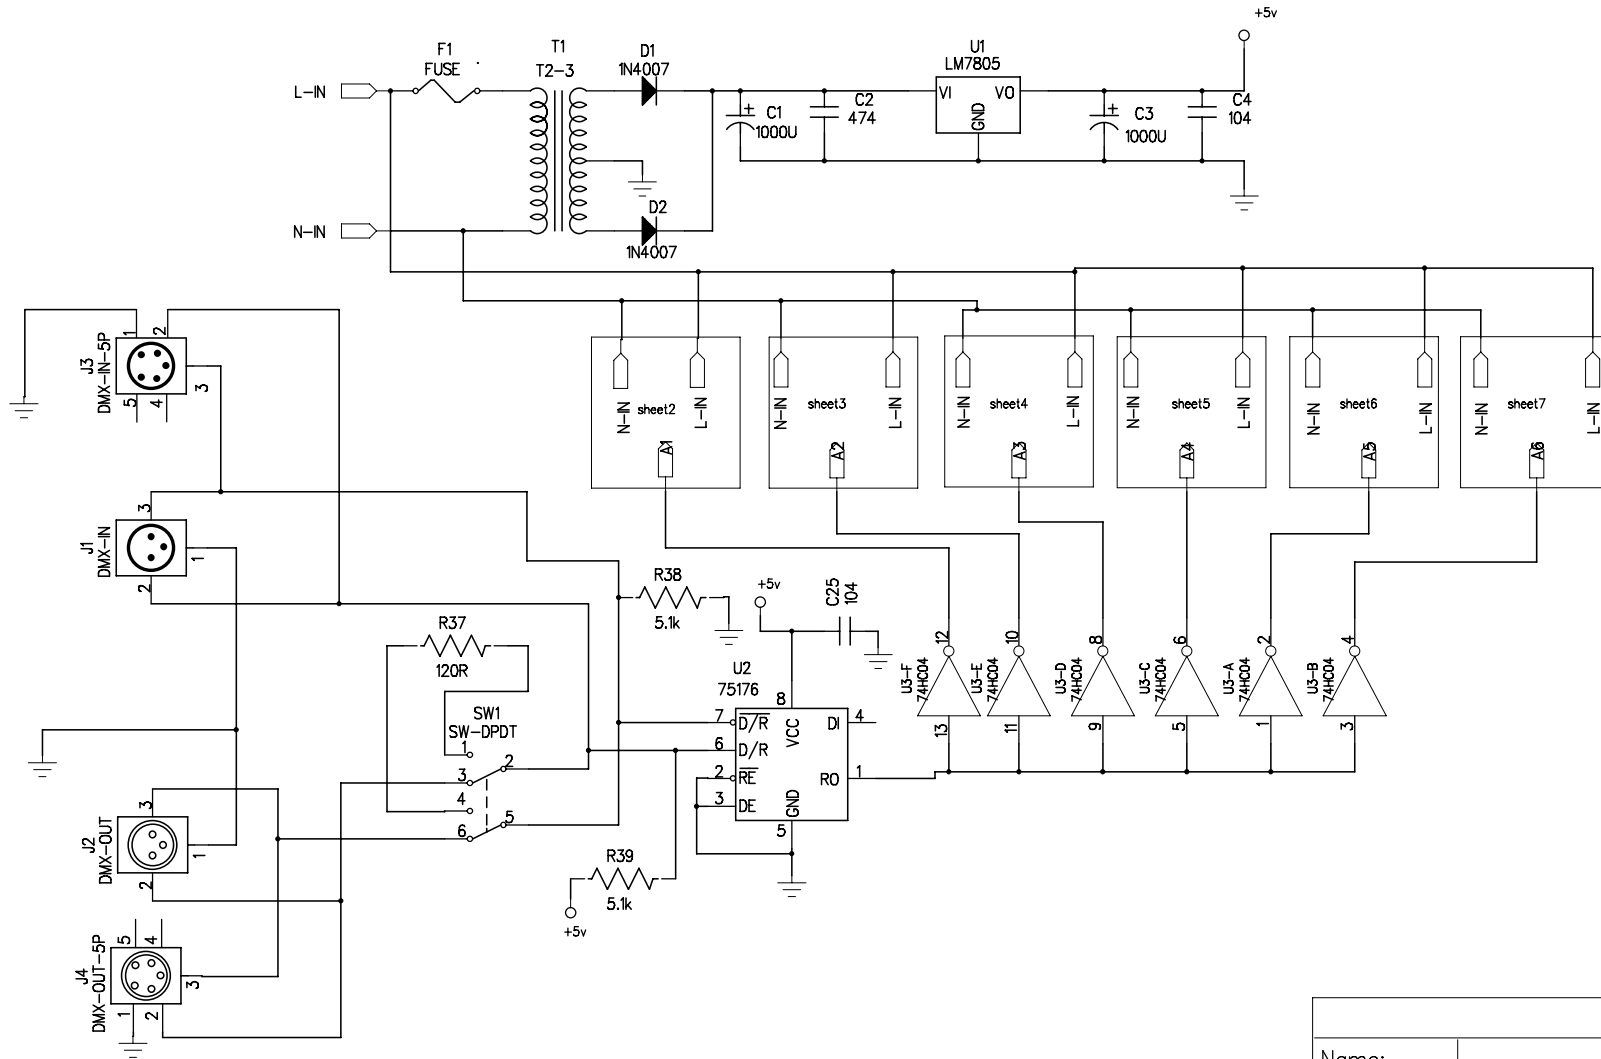 +5v
F1
FUSE
T1
T2-3
D1
1N4007
U1
LM7805
L-IN
VI
VO
GND
C1
1000U
C2
474
C3
1000U
C4
104
N-IN
D2
1N4007
J3
DMX-IN-5P
1
2
3
5
4
N-IN
sheet2
L-IN
A1
N-IN
sheet3
L-IN
A2
N-IN
sheet4
L-IN
A3
N-IN
sheet5
L-IN
A4
N-IN
sheet6
L-IN
A5
N-IN
sheet7
L-IN
A6
J1
DMX-IN
3
1
2
R38
5.1k
+5v
C25
104
R37
120R
U2
75176
8
7
D/R
6
D/R
2
RE
3
DE
VCC
GND
5
DI
4
RO
1
SW1
SW-DPDT
1
2
3
4
5
6
12
U3-F
74HC04
13
10
U3-E
74HC04
11
8
U3-D
74HC04
9
6
U3-C
74HC04
5
2
U3-A
74HC04
1
4
U3-B
74HC04
3
J2
DMX-OUT
3
1
2
R39
5.1k
+5v
J4
DMX-OUT-5P
5
4
3
1
2
Name: